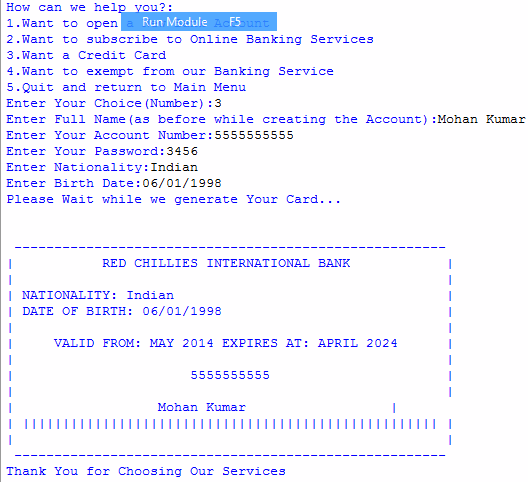 How can we help you?:
1.Want to open Run Module F5
2.Want to subscribe to Online Banking Services
3.Want a Credit Card
4.Want to exempt from our Banking Service
5.Quit and return to Main Menu
Enter Your Choice(Number):3
Enter Full Name(as before while creating the Account):Mohan Kumar
Enter Your Account Number:5555555555
Enter Your Password:3456
Enter Nationality:Indian
Enter Birth Date:06/01/1998
Please Wait while we generate Your Card...
RED CHILLIES INTERNATIONAL BANK
NATIONALITY: Indian
DATE OF BIRTH: 06/01/1998
VALID FROM: MAY 2014 EXPIRES AT: APRIL 2024
5555555555
Mohan Kumar
Thank You for Choosing Our Services